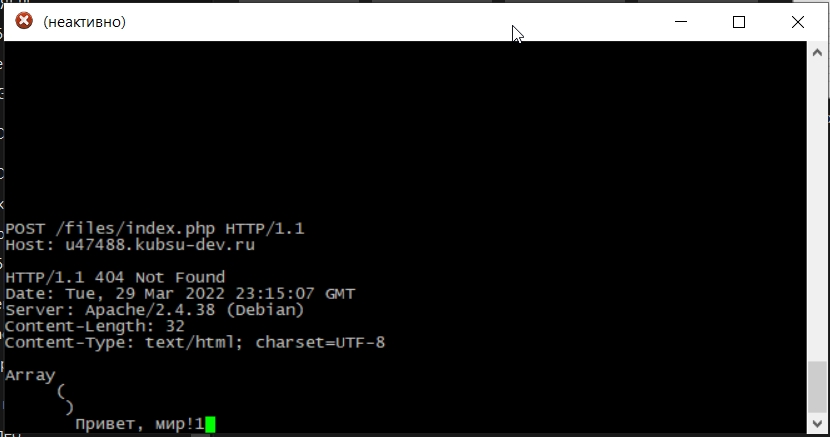 (неактивно)
POST /files/index.php HTTP/1.1
Host: u47488.kubsu-dev.ru
HTTP/1.1 404 Not Found
Date: Tue, 29 Mar 2022 23:15:07 GMT
Server: Apache/2.4.38 (Debian)
Content-Length: 32
Content-Type: text/html; charset=UTF-8
Array
(
)
Привет, мир!1